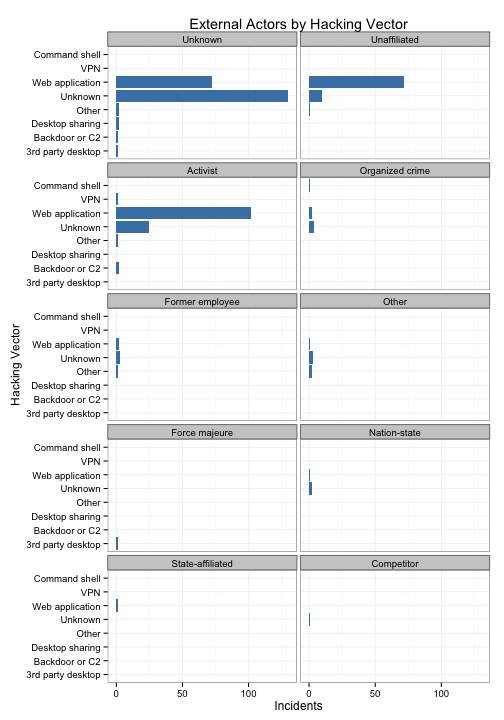 External Actors by Hacking Vector
Unknown
Unaffiliated
Command shell
VPN
Web application
Unknown
Other
Desktop sharing
Backdoor or C2
3rd party desktop
Activist
Organized crime
Command shell
VPN
Web application
Unknown
Other
Desktop sharing
Backdoor or C2
3rd party desktop
Former employee
Other
Command shell
VPN
Web application
Unknown
Other
Desktop sharing
Backdoor or C2
3rd party desktop
Hacking Vector
Force majeure
Nation-state
Command shell
VPN
Web application
Unknown
Other
Desktop sharing
Backdoor or C2
3rd party desktop
State-affiliated
Competitor
Command shell
VPN
Web application
Unknown
Other
Desktop sharing
Backdoor or C2
3rd party desktop
0 50 100 0 50 100
Incidents